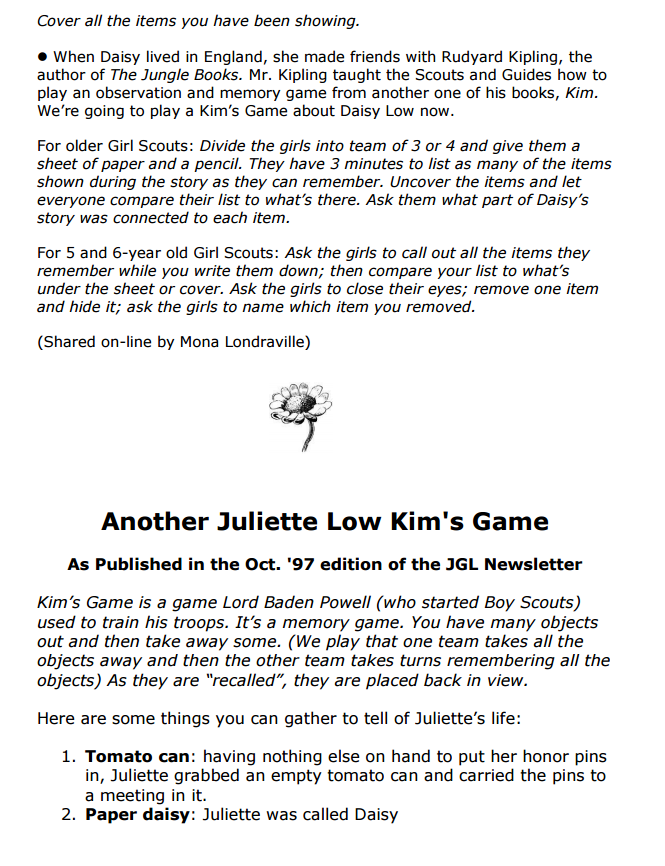 Cover all the items you have been showing.
● When Daisy lived in England, she made friends with Rudyard Kipling, the
author of The Jungle Books. Mr. Kipling taught the Scouts and Guides how to
play an observation and memory game from another one of his books, Kim.
We’re going to play a Kim’s Game about Daisy Low now.
For older Girl Scouts: Divide the girls into team of 3 or 4 and give them a
sheet of paper and a pencil. They have 3 minutes to list as many of the items
shown during the story as they can remember. Uncover the items and let
everyone compare their list to what’s there. Ask them what part of Daisy’s
story was connected to each item.
For 5 and 6-year old Girl Scouts: Ask the girls to call out all the items they
remember while you write them down; then compare your list to what’s
under the sheet or cover. Ask the girls to close their eyes; remove one item
and hide it; ask the girls to name which item you removed.
(Shared on-line by Mona Londraville)
Another Juliette Low Kim's Game
As Published in the Oct. '97 edition of the JGL Newsletter
Kim’s Game is a game Lord Baden Powell (who started Boy Scouts)
used to train his troops. It’s a memory game. You have many objects
out and then take away some. (We play that one team takes all the
objects away and then the other team takes turns remembering all the
objects) As they are “recalled”, they are placed back in view.
Here are some things you can gather to tell of Juliette’s life:
1. Tomato can: having nothing else on hand to put her honor pins
in, Juliette grabbed an empty tomato can and carried the pins to
a meeting in it.
2. Paper daisy: Juliette was called Daisy